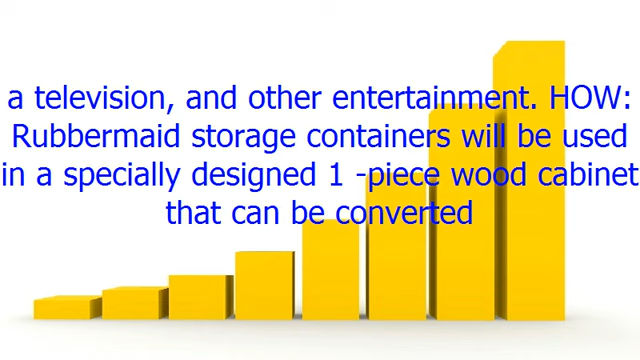 a television, and other entertainment. HOW:
Rubbermaid storage containers will be used
in a specially designed 1 -piece wood cabinet
that can be converted